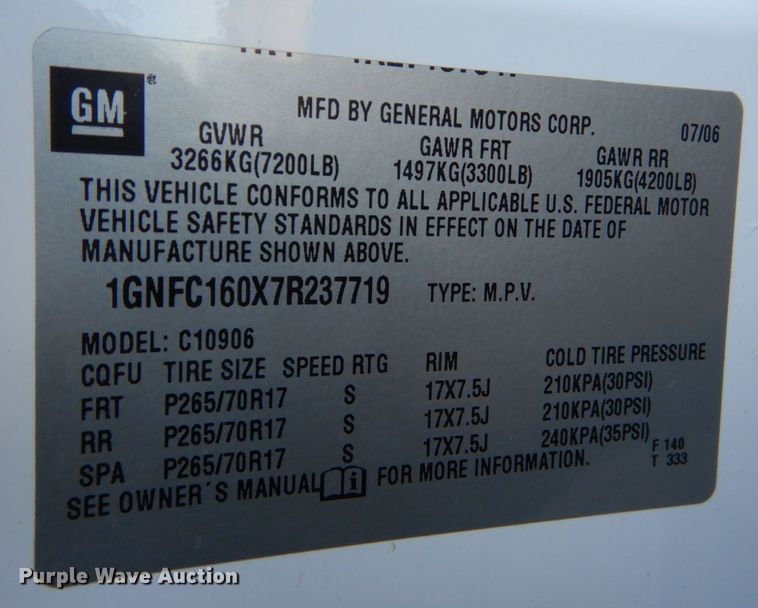 GM
MFD BY GENERAL MOTORS CORP. 07/06
GVWR GAWR FRT GAWR RR
3266KG(7200LB) 1497KG(3300LB) 1905KG(4200LB)
THIS VEHICLE CONFORMS TO ALL APPLICABLE U.S. FEDERAL MOTOR
VEHICLE SAFETY STANDARDS IN EFFECT ON THE DATE OF
MANUFACTURE SHOWN ABOVE.
1GNFC160X7R237719 TYPE: M.P.V.
MODEL: C10906
CQFU TIRE SIZE SPEED RTG RIM COLD TIRE PRESSURE
FRT P265/70R17 S 17X7.5J 210KPA(30PSI)
RR P265/70R17 S 17X7.5J 210KPA(30PSI)
SPA P265/70R17 S 17X7.5J 240KPA(35PSI)
F 140
T 333
SEE OWNER´S MANUAL FOR MORE INFORMATION.
Purple Wave Auction